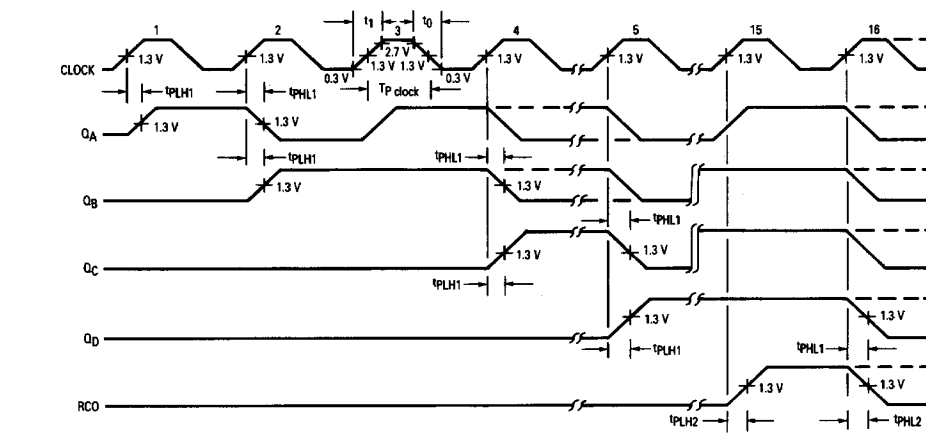 1 2 t1 3 t0 4 5 15 16
CLOCK 1.3 V 1.3 V 2.7 V 1.3 V 1.3 V 1.3 V 1.3 V 1.3 V
1.3 V
0.3 V 0.3 V
tPLH1 tPHL1 TP clock
QA 1.3 V 1.3 V
tPLH1 tPHL1
QB 1.3 V 1.3 V
tPHL1
QC 1.3 V 1.3 V
tPLH1
QD 1.3 V 1.3 V
tPLH1 tPHL1
RCO 1.3 V 1.3 V
tPLH2 tPHL2